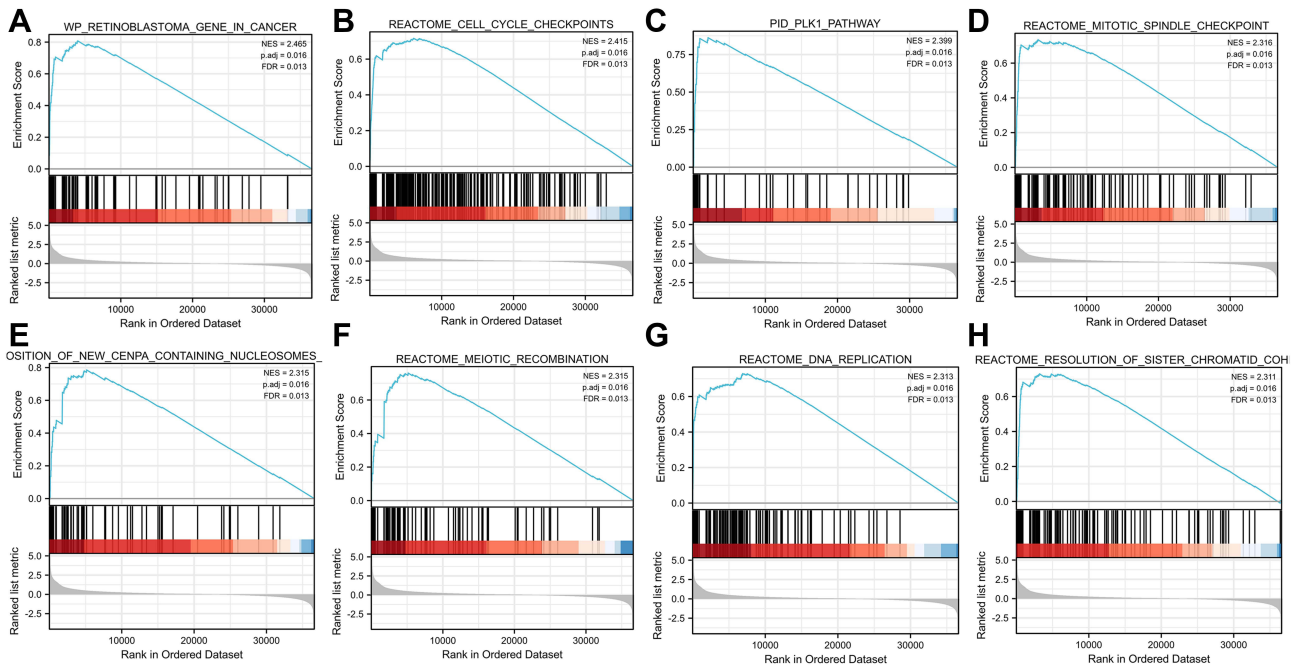 A
WP_RETINOBLASTOMA_GENE_IN_CANCER
NES = 2.465
p.adj = 0.016
FDR = 0.013
Enrichment Score
0.8
0.6
0.4
0.2
0.0
Ranked list metric
5.0
2.5
0.0
-2.5
10000 20000 30000
Rank in Ordered Dataset
B
REACTOME_CELL_CYCLE_CHECKPOINTS
NES = 2.415
p.adj = 0.016
FDR = 0.013
Enrichment Score
0.6
0.4
0.2
0.0
Ranked list metric
5.0
2.5
0.0
-2.5
10000 20000 30000
Rank in Ordered Dataset
C
PID_PLK1_PATHWAY
NES = 2.399
p.adj = 0.016
FDR = 0.013
Enrichment Score
0.75
0.50
0.25
0.00
Ranked list metric
5.0
2.5
0.0
-2.5
10000 20000 30000
Rank in Ordered Dataset
D
REACTOME_MITOTIC_SPINDLE_CHECKPOINT
NES = 2.316
p.adj = 0.016
FDR = 0.013
Enrichment Score
0.6
0.4
0.2
0.0
Ranked list metric
5.0
2.5
0.0
-2.5
10000 20000 30000
Rank in Ordered Dataset
E
OSITION_OF_NEW_CENPA_CONTAINING_NUCLEOSOMES_
NES = 2.315
p.adj = 0.016
FDR = 0.013
Enrichment Score
0.8
0.6
0.4
0.2
0.0
Ranked list metric
5.0
2.5
0.0
-2.5
10000 20000 30000
Rank in Ordered Dataset
F
REACTOME_MEIOTIC_RECOMBINATION
NES = 2.315
p.adj = 0.016
FDR = 0.013
Enrichment Score
0.8
0.6
0.4
0.2
0.0
Ranked list metric
5.0
2.5
0.0
-2.5
10000 20000 30000
Rank in Ordered Dataset
G
REACTOME_DNA_REPLICATION
NES = 2.313
p.adj = 0.016
FDR = 0.013
Enrichment Score
0.6
0.4
0.2
0.0
Ranked list metric
5.0
2.5
0.0
-2.5
10000 20000 30000
Rank in Ordered Dataset
H
REACTOME_RESOLUTION_OF_SISTER_CHROMATID_COHI
NES = 2.311
p.adj = 0.016
FDR = 0.013
Enrichment Score
0.6
0.4
0.2
0.0
Ranked list metric
5.0
2.5
0.0
-2.5
10000 20000 30000
Rank in Ordered Dataset